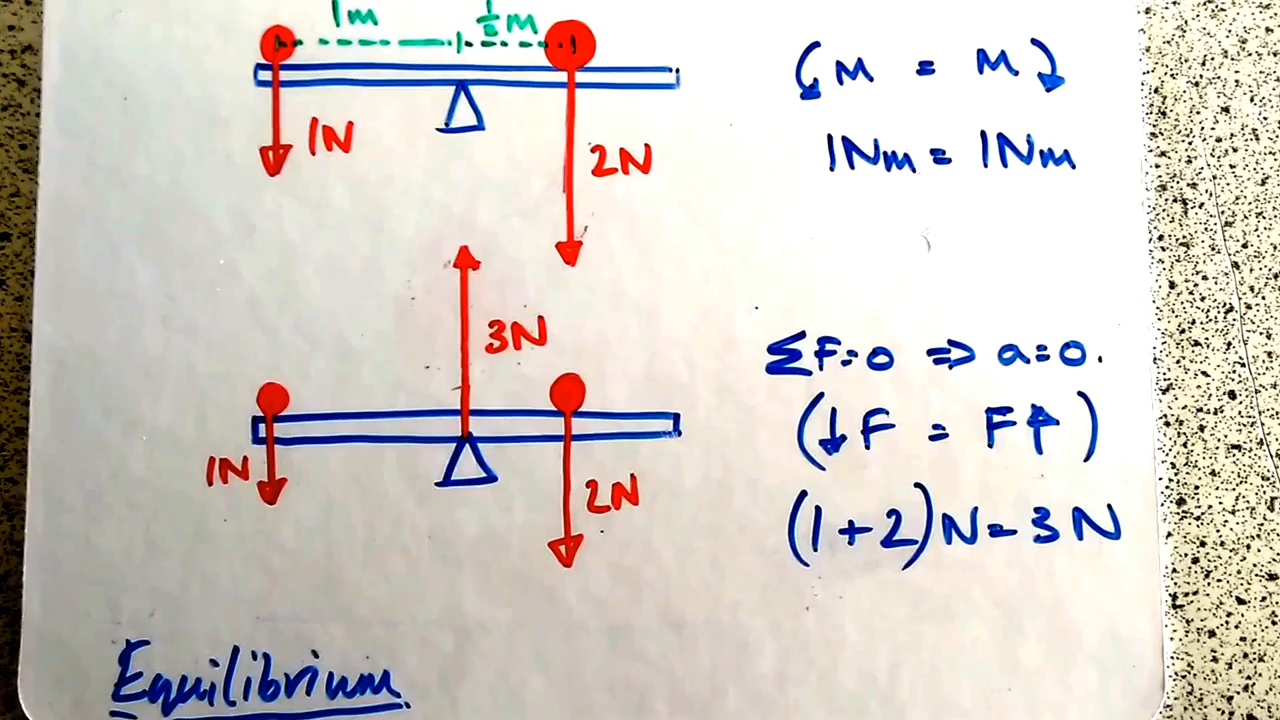 1m ½m
M = M
1N
2N
1Nm = 1Nm
3N
ΣF=0 ⇒ a=0.
(↓F = F↑)
1N
2N
(1+2)N=3N
Equilibrium